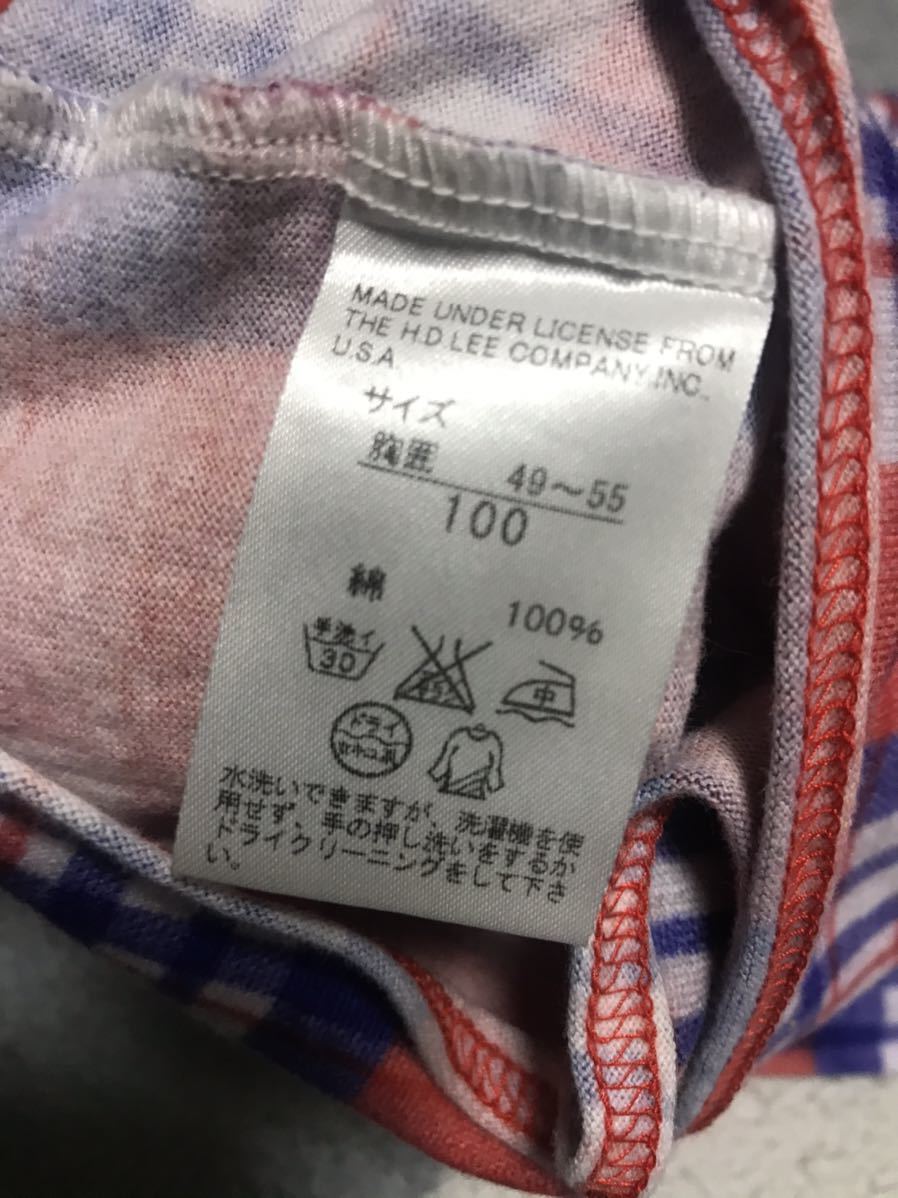 MADE UNDER LICENSE FROM
THE H.D.LEE COMPANY.INC.
U.S.A
サイズ
胸囲 49～55
100
綿 100%
手洗イ
30
中
ドライ
水洗いできますが、洗濯機を使
用せず、手の押し洗いをするか
ドライクリーニングをして下さ
い。